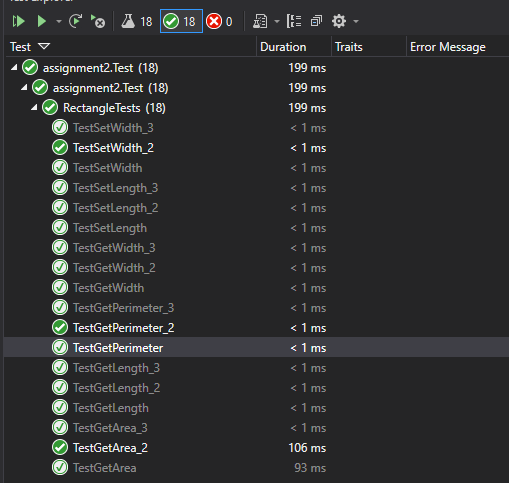 18 18 0
Test Duration Traits Error Message
assignment2.Test (18) 199 ms
assignment2.Test (18) 199 ms
RectangleTests (18) 199 ms
TestSetWidth_3 < 1 ms
TestSetWidth_2 < 1 ms
TestSetWidth < 1 ms
TestSetLength_3 < 1 ms
TestSetLength_2 < 1 ms
TestSetLength < 1 ms
TestGetWidth_3 < 1 ms
TestGetWidth_2 < 1 ms
TestGetWidth < 1 ms
TestGetPerimeter_3 < 1 ms
TestGetPerimeter_2 < 1 ms
TestGetPerimeter < 1 ms
TestGetLength_3 < 1 ms
TestGetLength_2 < 1 ms
TestGetLength < 1 ms
TestGetArea_3 < 1 ms
TestGetArea_2 106 ms
TestGetArea 93 ms